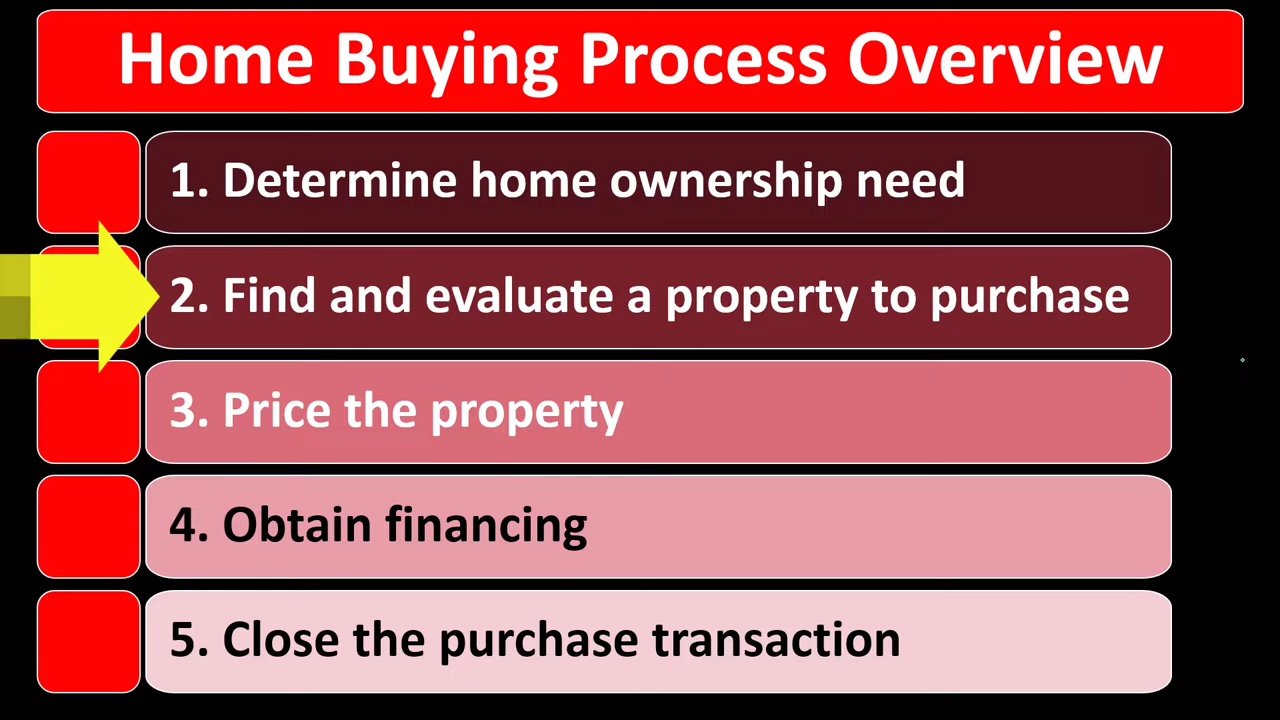 Home Buying Process Overview
1. Determine home ownership need
2. Find and evaluate a property to purchase
3. Price the property
4. Obtain financing
5. Close the purchase transaction